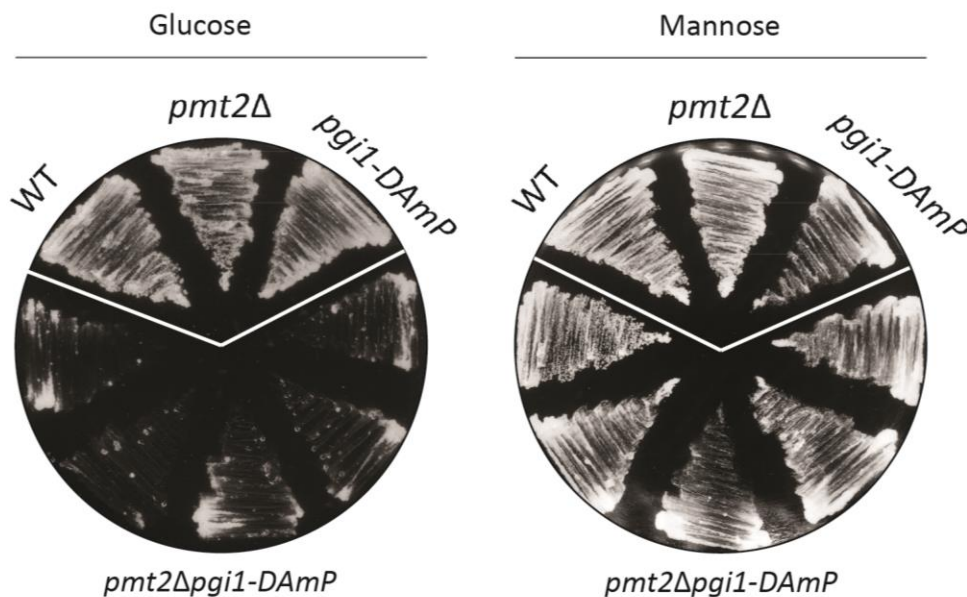 Glucose
Mannose
WT
pmt2Δ
pgi1-DAmP
WT
pmt2Δ
pgi1-DAmP
pmt2Δpgi1-DAmP
pmt2Δpgi1-DAmP